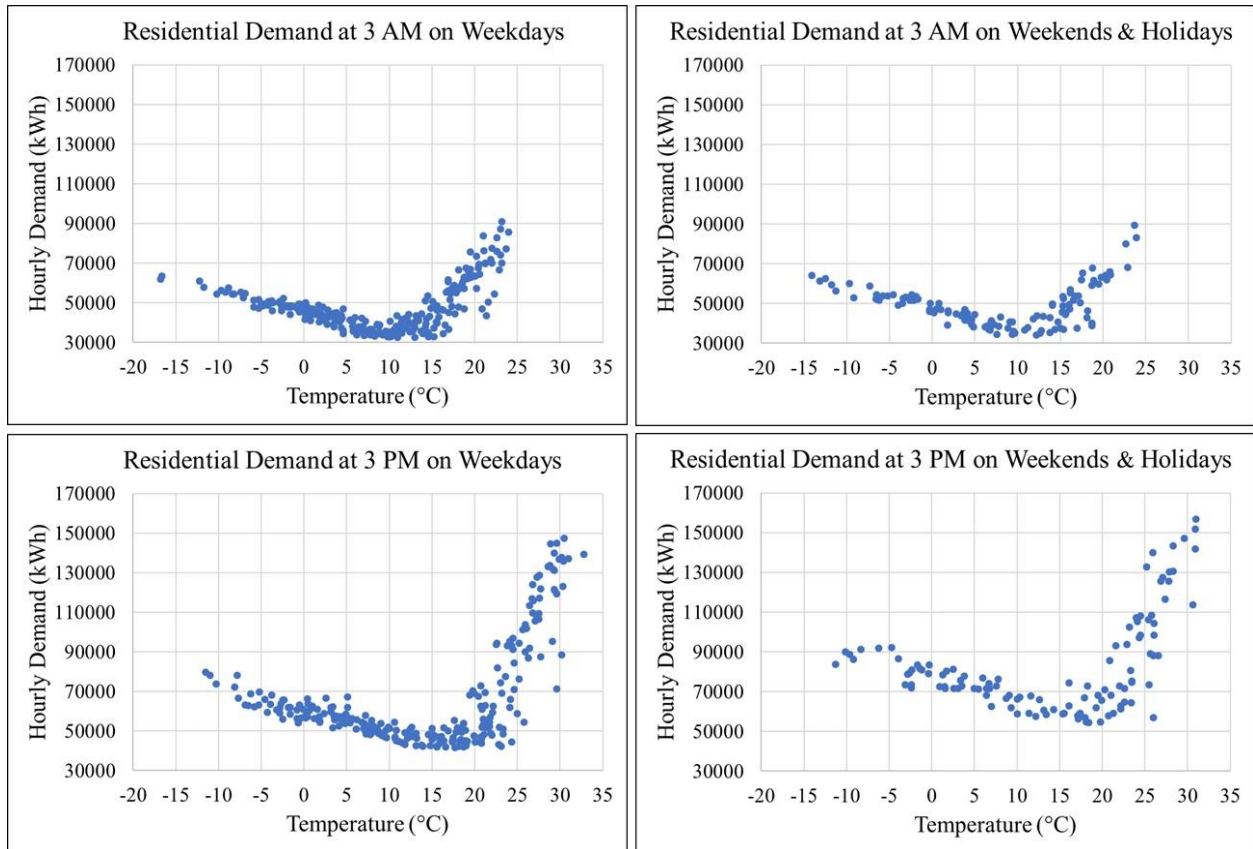 Residential Demand at 3 AM on Weekdays
170000
150000
130000
110000
90000
70000
50000
30000
Hourly Demand (kWh)
-20 -15 -10 -5 0 5 10 15 20 25 30 35
Temperature (°C)
Residential Demand at 3 AM on Weekends & Holidays
170000
150000
130000
110000
90000
70000
50000
30000
Hourly Demand (kWh)
-20 -15 -10 -5 0 5 10 15 20 25 30 35
Temperature (°C)
Residential Demand at 3 PM on Weekdays
170000
150000
130000
110000
90000
70000
50000
30000
Hourly Demand (kWh)
-20 -15 -10 -5 0 5 10 15 20 25 30 35
Temperature (°C)
Residential Demand at 3 PM on Weekends & Holidays
170000
150000
130000
110000
90000
70000
50000
30000
Hourly Demand (kWh)
-20 -15 -10 -5 0 5 10 15 20 25 30 35
Temperature (°C)